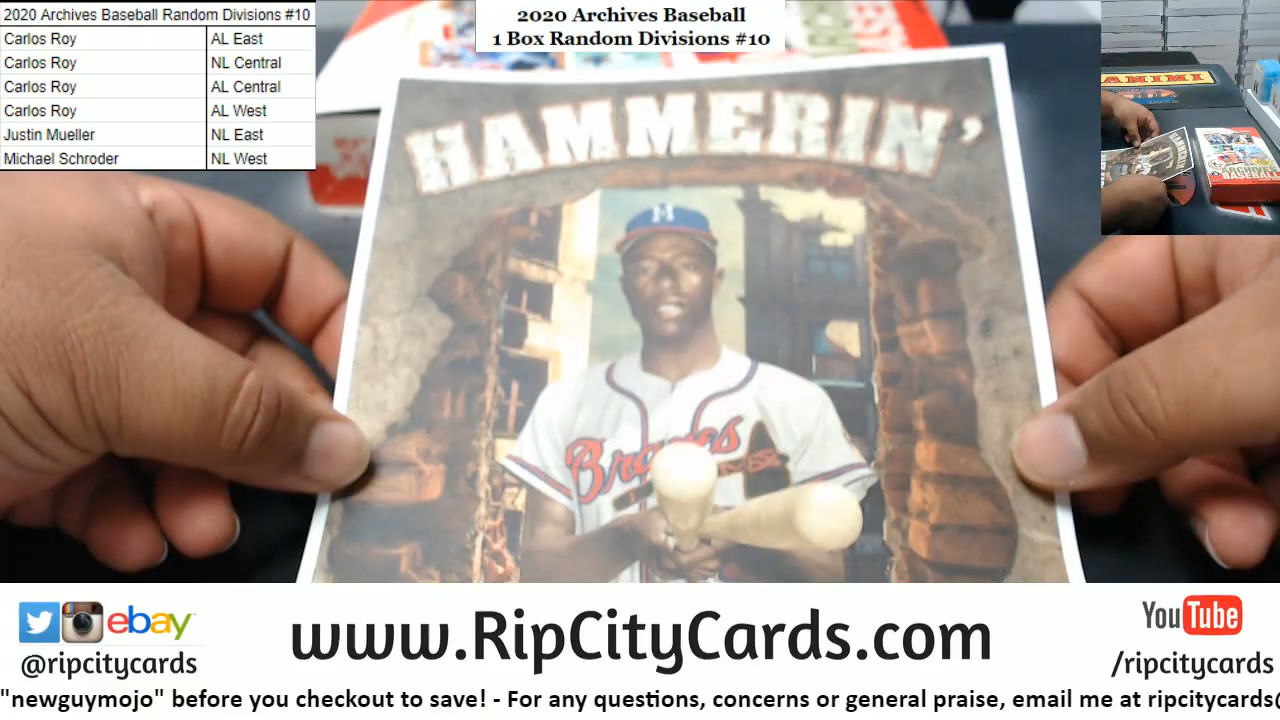 2020 Archives Baseball Random Divisions #10
Carlos Roy AL East
Carlos Roy NL Central
Carlos Roy AL Central
Carlos Roy AL West
Justin Mueller NL East
Michael Schroder NL West
2020 Archives Baseball
1 Box Random Divisions #10
HAMMERIN'
M
Braves
PANINI
HAMMERIN'
ebay
@ripcitycards
www.RipCityCards.com
YouTube
/ripcitycards
"newguymojo" before you checkout to save! - For any questions, concerns or general praise, email me at ripcitycards@